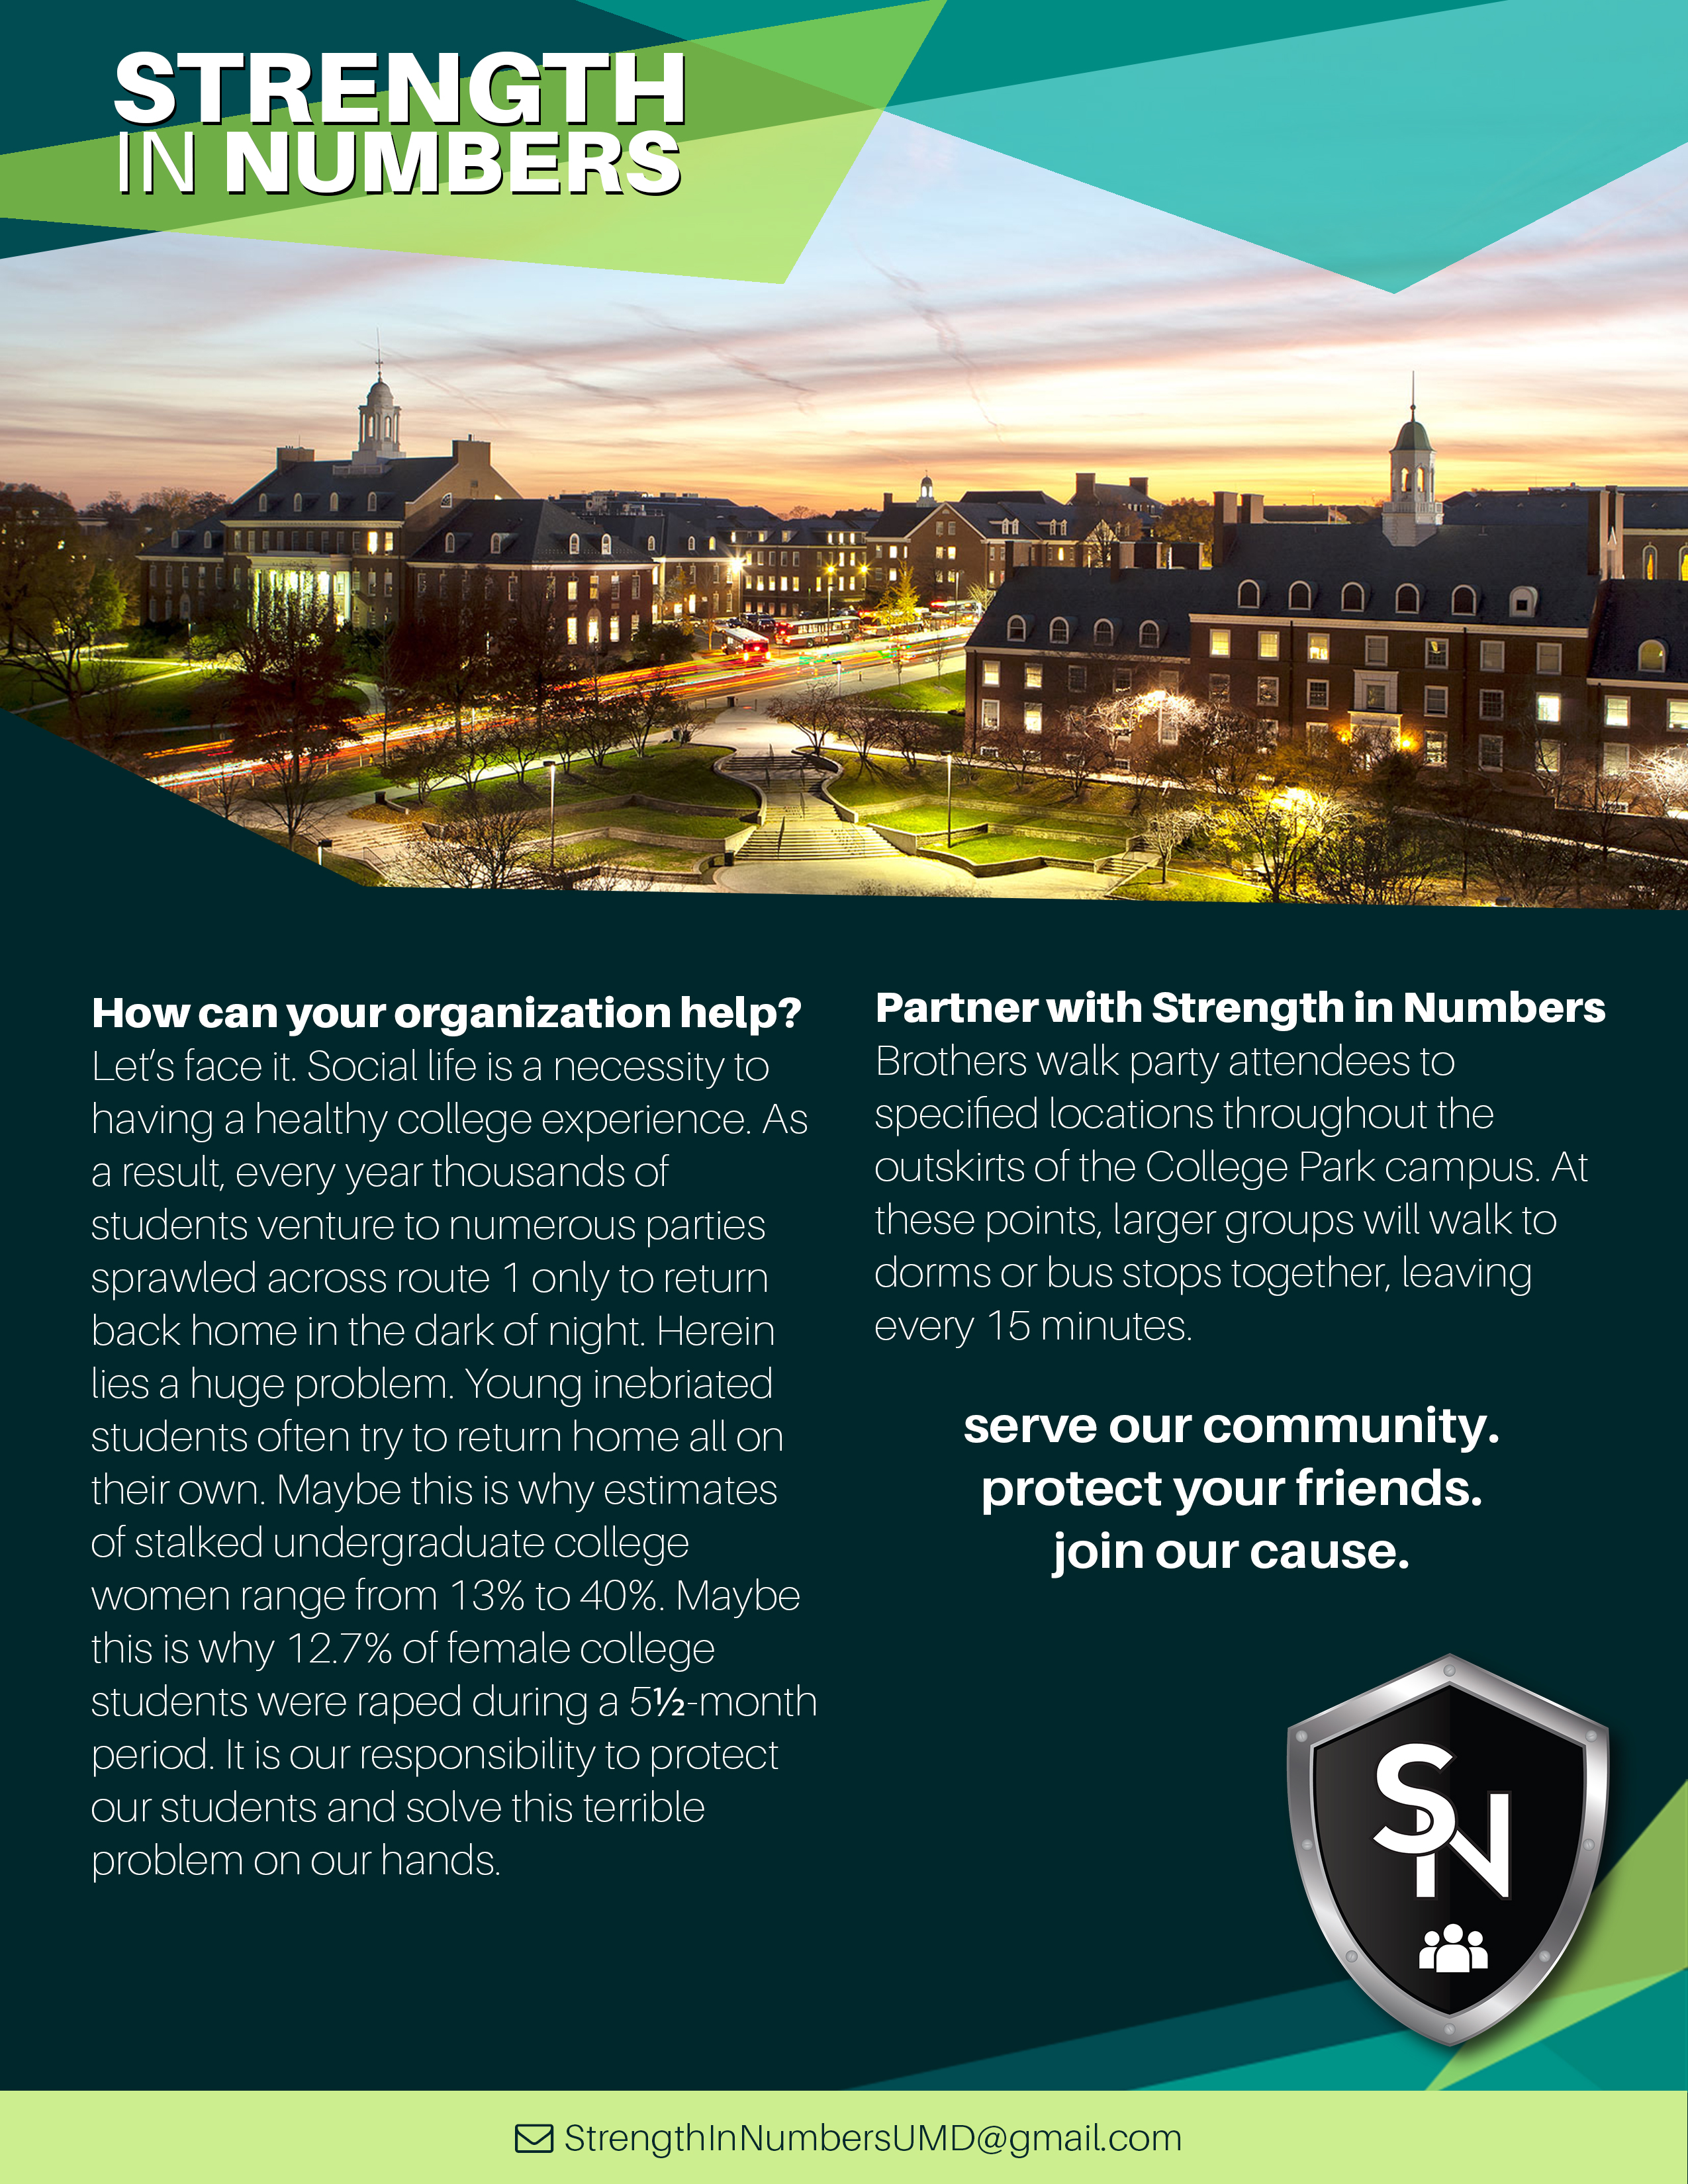 STRENGTH
IN NUMBERS
How can your organization help?
Let's face it. Social life is a necessity to
having a healthy college experience. As
a result, every year thousands of
students venture to numerous parties
sprawled across route 1 only to return
back home in the dark of night. Herein
lies a huge problem. Young inebriated
students often try to return home all on
their own. Maybe this is why estimates
of stalked undergraduate college
women range from 13% to 40%. Maybe
this is why 12.7% of female college
students were raped during a 5½-month
period. It is our responsibility to protect
our students and solve this terrible
problem on our hands.
Partner with Strength in Numbers
Brothers walk party attendees to
specified locations throughout the
outskirts of the College Park campus. At
these points, larger groups will walk to
dorms or bus stops together, leaving
every 15 minutes.
serve our community.
protect your friends.
join our cause.
SN
StrengthInNumbersUMD@gmail.com